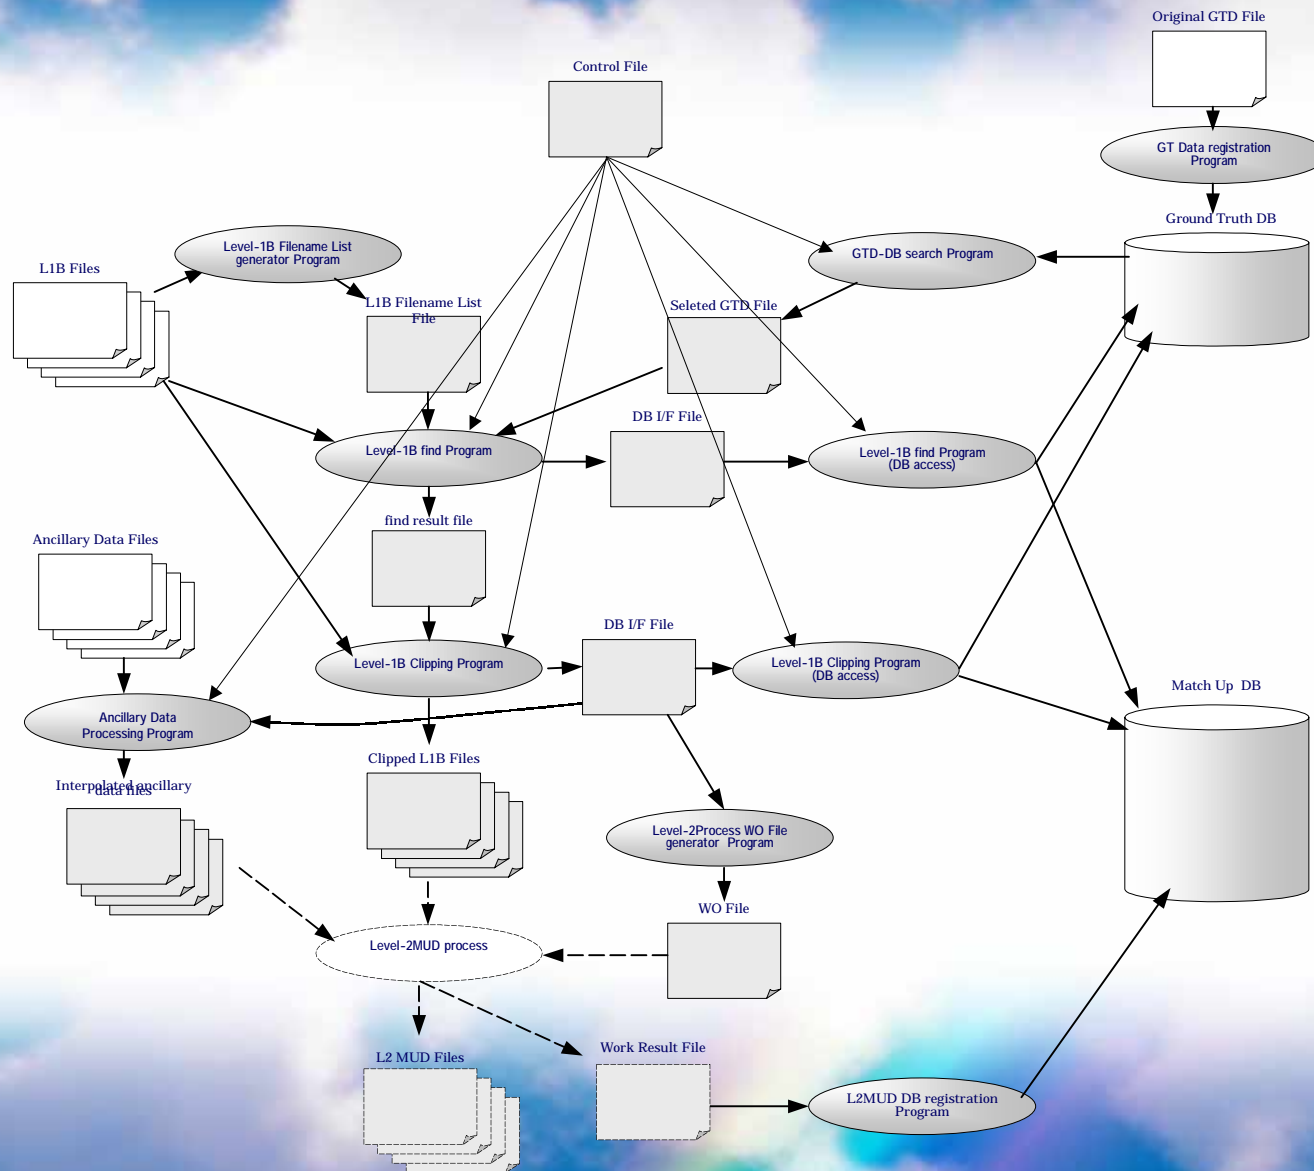 Original GTD File
Control File
GT Data registration
Program
Ground Truth DB
Level-1B Filename List
generator Program
GTD-DB search Program
L1B Files
L1B Filename List
File
Seleted GTD File
DB I/F File
Level-1B find Program
Level-1B find Program
(DB access)
find result file
Ancillary Data Files
DB I/F File
Level-1B Clipping Program
Level-1B Clipping Program
(DB access)
Match Up DB
Ancillary Data
Processing Program
Clipped L1B Files
Interpolated ancillary
data files
Level-2Process WO File
generator Program
WO File
Level-2MUD process
L2 MUD Files
Work Result File
L2MUD DB registration
Program